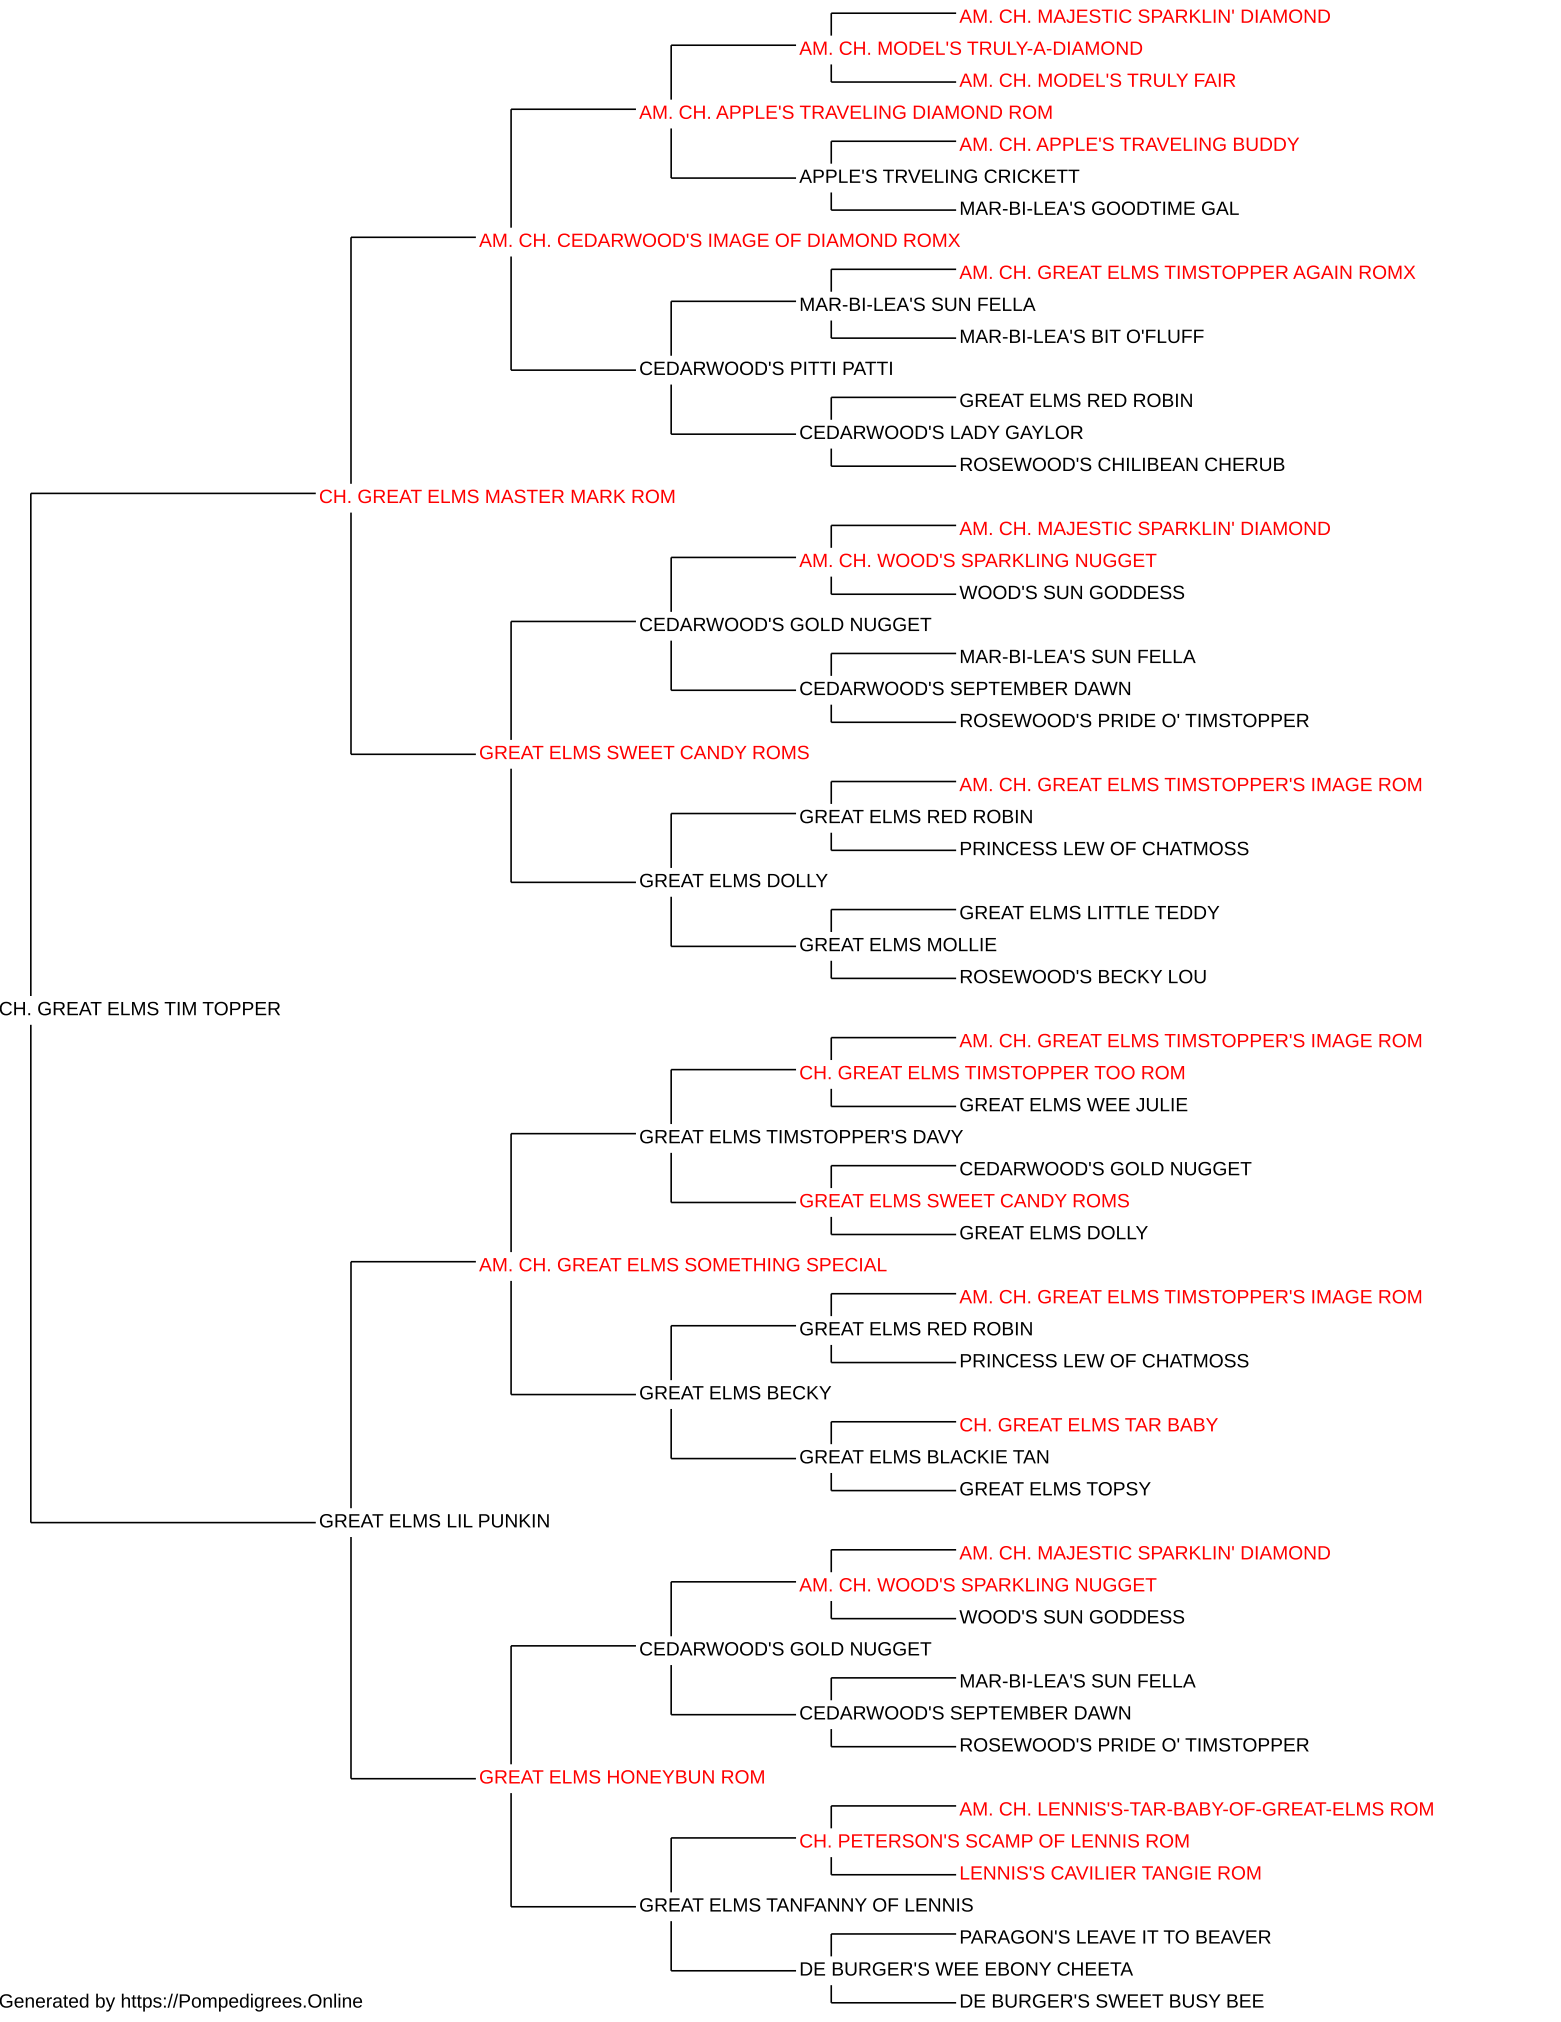 AM. CH. MAJESTIC SPARKLIN' DIAMOND
AM. CH. MODEL'S TRULY-A-DIAMOND
AM. CH. MODEL'S TRULY FAIR
AM. CH. APPLE'S TRAVELING DIAMOND ROM
AM. CH. APPLE'S TRAVELING BUDDY
APPLE'S TRVELING CRICKETT
MAR-BI-LEA'S GOODTIME GAL
AM. CH. CEDARWOOD'S IMAGE OF DIAMOND ROMX
AM. CH. GREAT ELMS TIMSTOPPER AGAIN ROMX
MAR-BI-LEA'S SUN FELLA
MAR-BI-LEA'S BIT O'FLUFF
CEDARWOOD'S PITTI PATTI
GREAT ELMS RED ROBIN
CEDARWOOD'S LADY GAYLOR
ROSEWOOD'S CHILIBEAN CHERUB
CH. GREAT ELMS MASTER MARK ROM
AM. CH. MAJESTIC SPARKLIN' DIAMOND
AM. CH. WOOD'S SPARKLING NUGGET
WOOD'S SUN GODDESS
CEDARWOOD'S GOLD NUGGET
MAR-BI-LEA'S SUN FELLA
CEDARWOOD'S SEPTEMBER DAWN
ROSEWOOD'S PRIDE O' TIMSTOPPER
GREAT ELMS SWEET CANDY ROMS
AM. CH. GREAT ELMS TIMSTOPPER'S IMAGE ROM
GREAT ELMS RED ROBIN
PRINCESS LEW OF CHATMOSS
GREAT ELMS DOLLY
GREAT ELMS LITTLE TEDDY
GREAT ELMS MOLLIE
ROSEWOOD'S BECKY LOU
CH. GREAT ELMS TIM TOPPER
AM. CH. GREAT ELMS TIMSTOPPER'S IMAGE ROM
CH. GREAT ELMS TIMSTOPPER TOO ROM
GREAT ELMS WEE JULIE
GREAT ELMS TIMSTOPPER'S DAVY
CEDARWOOD'S GOLD NUGGET
GREAT ELMS SWEET CANDY ROMS
GREAT ELMS DOLLY
AM. CH. GREAT ELMS SOMETHING SPECIAL
AM. CH. GREAT ELMS TIMSTOPPER'S IMAGE ROM
GREAT ELMS RED ROBIN
PRINCESS LEW OF CHATMOSS
GREAT ELMS BECKY
CH. GREAT ELMS TAR BABY
GREAT ELMS BLACKIE TAN
GREAT ELMS TOPSY
GREAT ELMS LIL PUNKIN
AM. CH. MAJESTIC SPARKLIN' DIAMOND
AM. CH. WOOD'S SPARKLING NUGGET
WOOD'S SUN GODDESS
CEDARWOOD'S GOLD NUGGET
MAR-BI-LEA'S SUN FELLA
CEDARWOOD'S SEPTEMBER DAWN
ROSEWOOD'S PRIDE O' TIMSTOPPER
GREAT ELMS HONEYBUN ROM
AM. CH. LENNIS'S-TAR-BABY-OF-GREAT-ELMS ROM
CH. PETERSON'S SCAMP OF LENNIS ROM
LENNIS'S CAVILIER TANGIE ROM
GREAT ELMS TANFANNY OF LENNIS
PARAGON'S LEAVE IT TO BEAVER
DE BURGER'S WEE EBONY CHEETA
DE BURGER'S SWEET BUSY BEE
Generated by https://Pompedigrees.Online